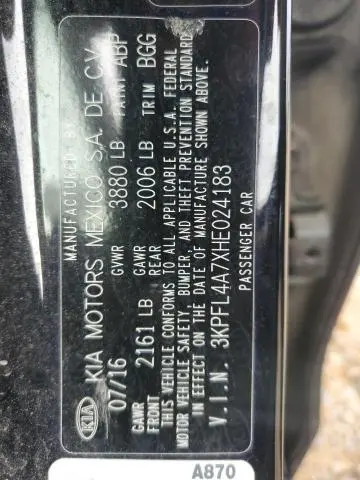 MANUFACTURED BY
KIA KIA MOTORS MEXICO S.A. DE C.V.
07/16 GVWR 3880 LB PAINT ABP
GAWR FRONT 2161 LB GAWR REAR 2006 LB TRIM BGG
THIS VEHICLE CONFORMS TO ALL APPLICABLE U.S.A. FEDERAL
MOTOR VEHICLE SAFETY, BUMPER, AND THEFT PREVENTION STANDARDS
IN EFFECT ON THE DATE OF MANUFACTURE SHOWN ABOVE.
V.I.N. 3KPFL4A7XHE024183
PASSENGER CAR
A870